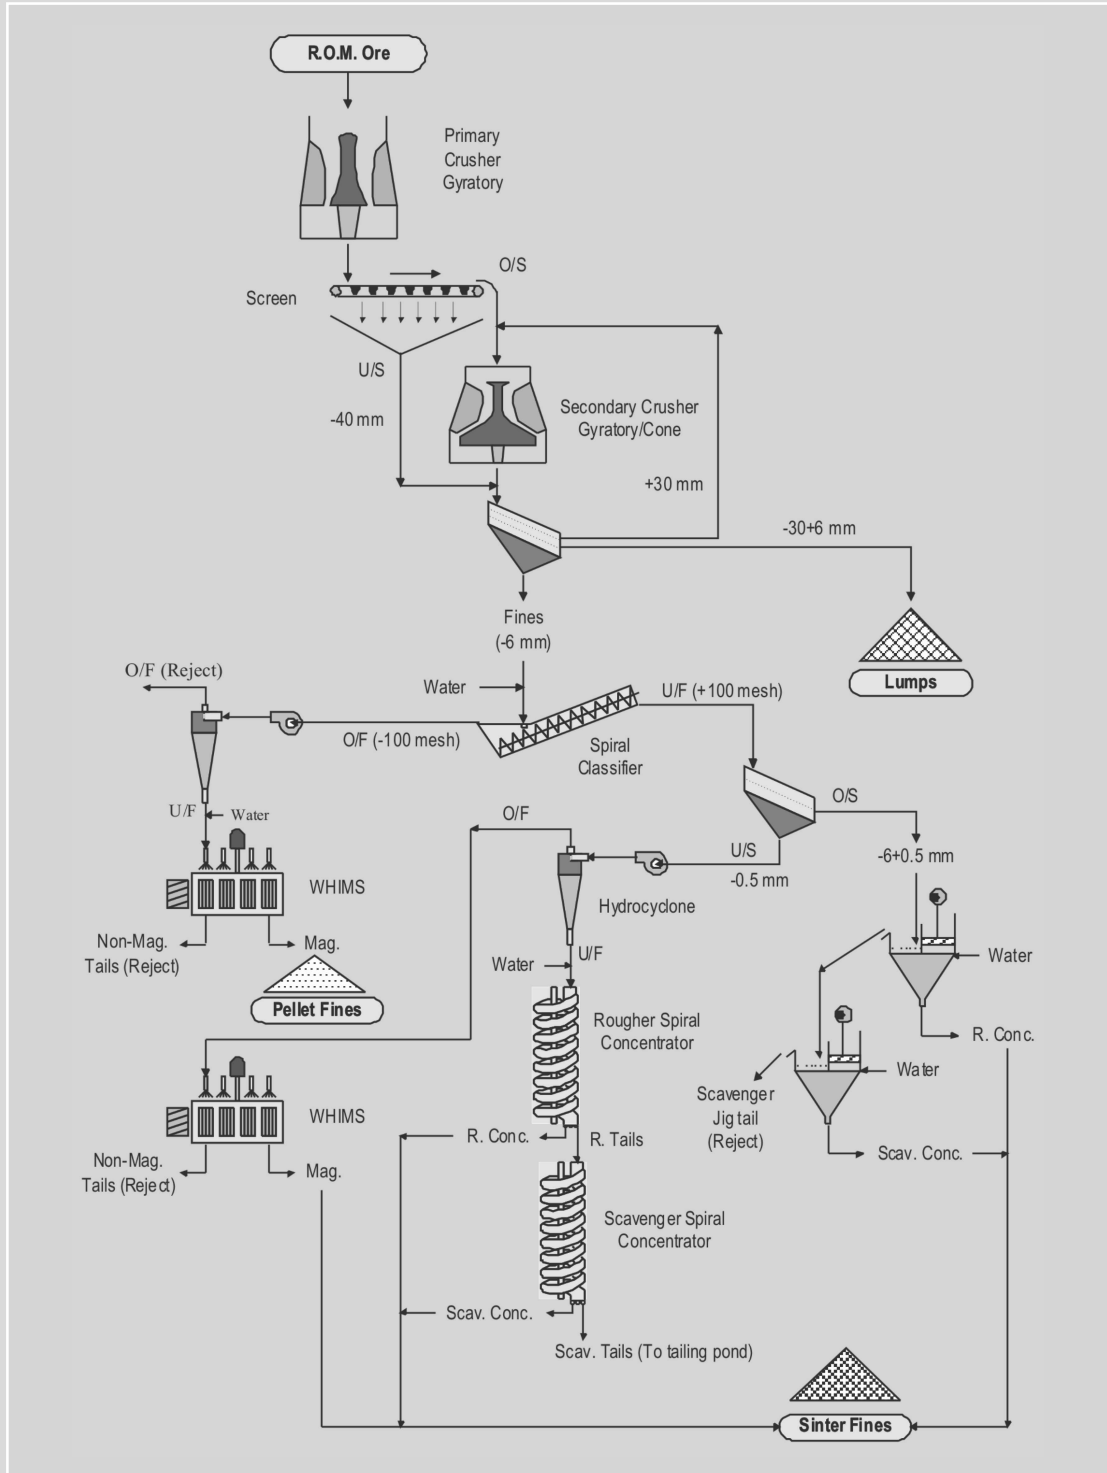 R.O.M. Ore
Primary
Crusher
Gyratory
O/S
Screen
U/S
-40 mm
Secondary Crusher
Gyratory/Cone
+30 mm
-30+6 mm
Fines
(-6 mm)
Lumps
O/F (Reject)
Water
U/F (+100 mesh)
O/F (-100 mesh)
Spiral
Classifier
U/F
Water
O/F
U/S
-0.5 mm
O/S
-6+0.5 mm
WHIMS
Hydrocyclone
Non-Mag.
Tails (Reject)
Mag.
U/F
Water
Water
Pellet Fines
Rougher Spiral
Concentrator
R. Conc.
Water
Scavenger
Jig tail
(Reject)
WHIMS
R. Conc.
R. Tails
Scav. Conc.
Non-Mag.
Tails (Reject)
Mag.
Scavenger Spiral
Concentrator
Scav. Conc.
Scav. Tails (To tailing pond)
Sinter Fines